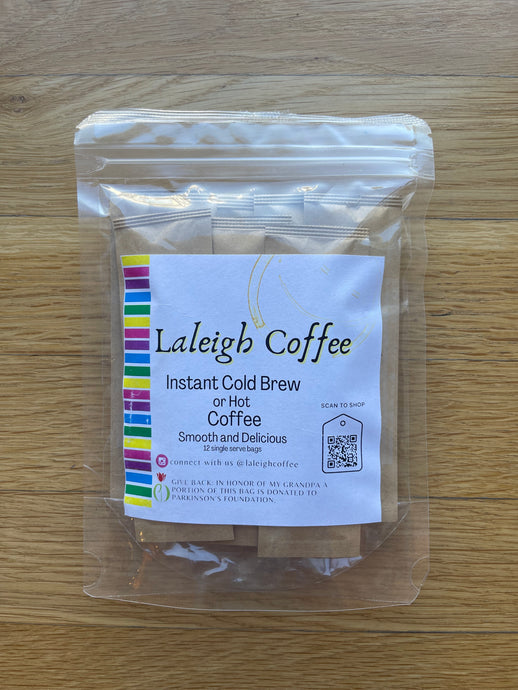 Laleigh Coffee
Instant Cold Brew
or Hot
Coffee
Smooth and Delicious
12 single serve bags
SCAN TO SHOP
connect with us @laleighcoffee
GIVE BACK: IN HONOR OF MY GRANDPA A
PORTION OF THIS BAG IS DONATED TO
PARKINSON'S FOUNDATION.